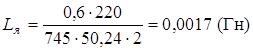 Lя = 0,6·220 / 745·50,24·2 = 0,0017 (Гн)